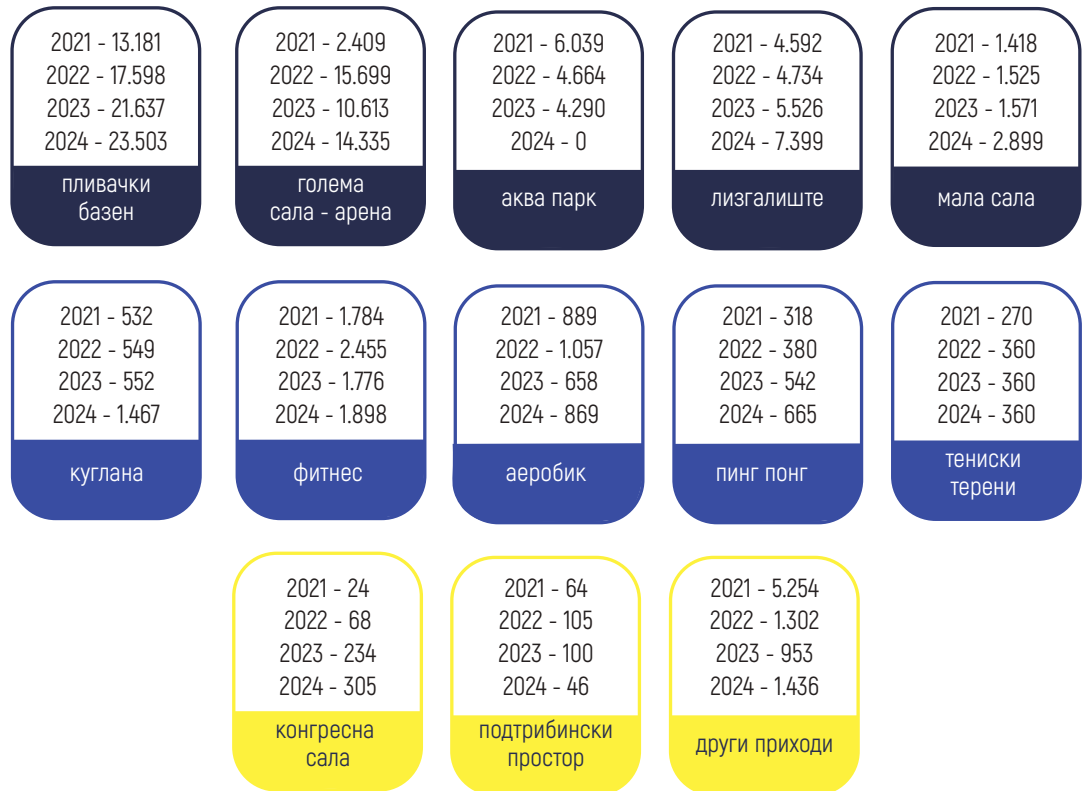 2021 - 13.181
2022 - 17.598
2023 - 21.637
2024 - 23.503
пливачки
базен
2021 - 2.409
2022 - 15.699
2023 - 10.613
2024 - 14.335
голема
сала - арена
2021 - 6.039
2022 - 4.664
2023 - 4.290
2024 - 0
аква парк
2021 - 4.592
2022 - 4.734
2023 - 5.526
2024 - 7.399
лизгалиште
2021 - 1.418
2022 - 1.525
2023 - 1.571
2024 - 2.899
мала сала
2021 - 532
2022 - 549
2023 - 552
2024 - 1.467
куглана
2021 - 1.784
2022 - 2.455
2023 - 1.776
2024 - 1.898
фитнес
2021 - 889
2022 - 1.057
2023 - 658
2024 - 869
аеробик
2021 - 318
2022 - 380
2023 - 542
2024 - 665
пинг понг
2021 - 270
2022 - 360
2023 - 360
2024 - 360
тениски
терени
2021 - 24
2022 - 68
2023 - 234
2024 - 305
конгресна
сала
2021 - 64
2022 - 105
2023 - 100
2024 - 46
подтрибински
простор
2021 - 5.254
2022 - 1.302
2023 - 953
2024 - 1.436
други приходи